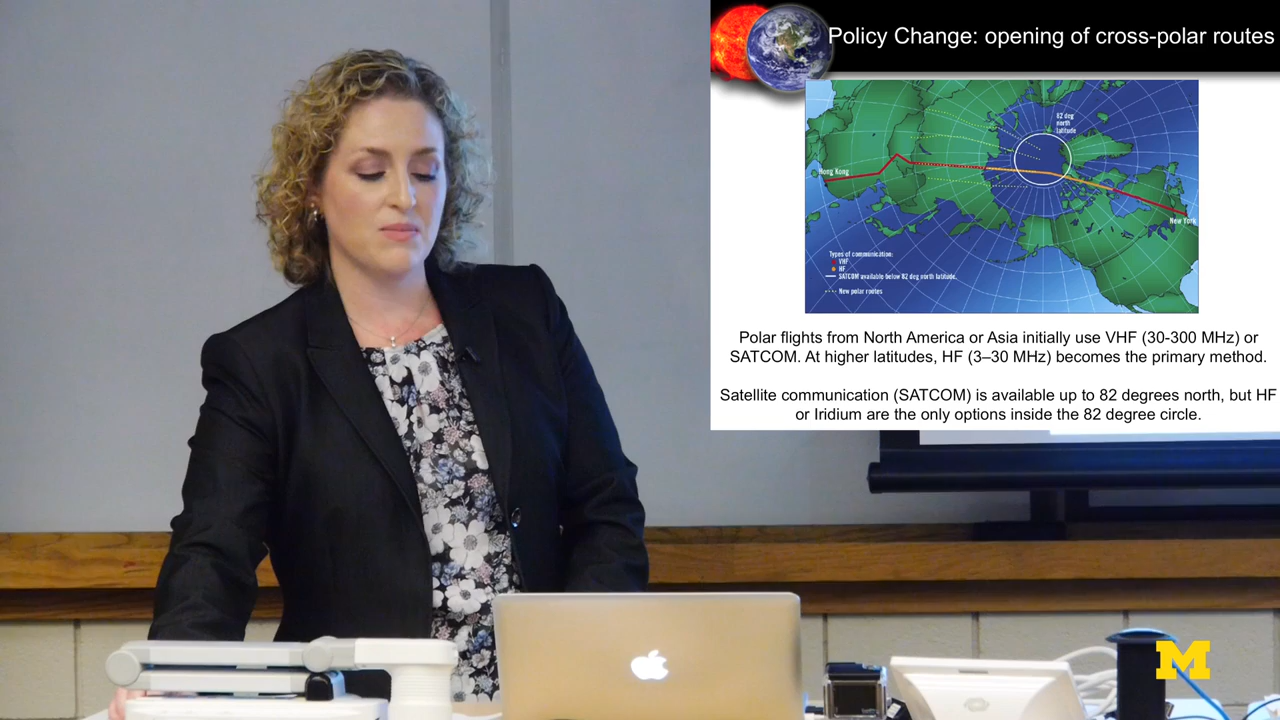 Policy Change: opening of cross-polar routes
82 deg
north
latitude
Hong Kong
New York
Types of communication:
VHF
HF
SATCOM available below 82 deg north latitude.
New polar routes
Polar flights from North America or Asia initially use VHF (30-300 MHz) or
SATCOM. At higher latitudes, HF (3–30 MHz) becomes the primary method.
Satellite communication (SATCOM) is available up to 82 degrees north, but HF
or Iridium are the only options inside the 82 degree circle.
M